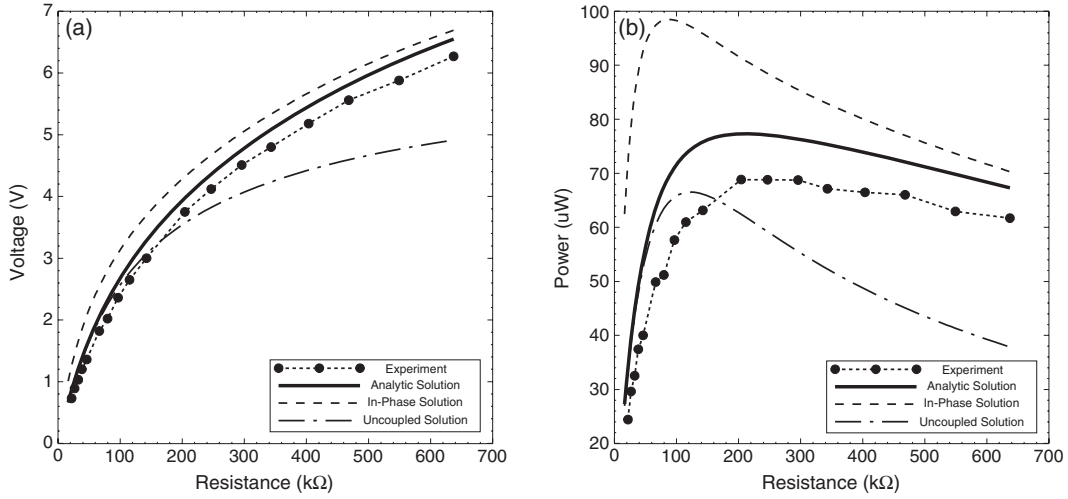 (a)
7
6
5
4
3
2
1
0
Voltage (V)
0 100 200 300 400 500 600 700
Resistance (kΩ)
Experiment
Analytic Solution
In-Phase Solution
Uncoupled Solution
(b)
100
90
80
70
60
50
40
30
20
Power (uW)
0 100 200 300 400 500 600 700
Resistance (kΩ)
Experiment
Analytic Solution
In-Phase Solution
Uncoupled Solution